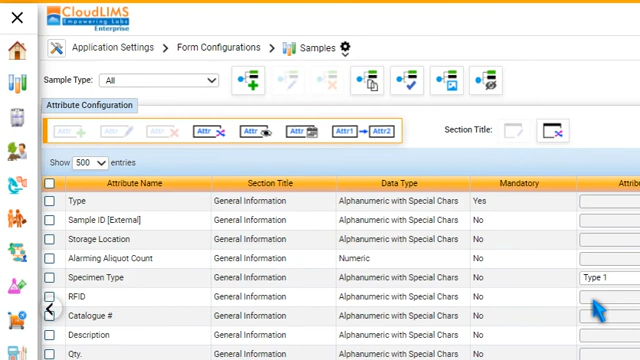 CloudLIMS
Empowering Labs
Enterprise
Application Settings
Form Configurations
Samples
Sample Type: All
Attribute Configuration
Attr Attr Attr Attr Attr Attr Attr1 Attr2
Section Title:
Show 500 entries
Attribute Name Section Title Data Type Mandatory Attribu
Type General Information Alphanumeric with Special Chars Yes
Sample ID [External] General Information Alphanumeric with Special Chars No
Storage Location General Information Alphanumeric with Special Chars No
Alarming Aliquot Count General Information Numeric No
Specimen Type General Information Alphanumeric with Special Chars No Type 1
RFID General Information Alphanumeric with Special Chars No
Catalogue # General Information Alphanumeric with Special Chars No
Description General Information Alphanumeric with Special Chars No
Qty. General Information Alphanumeric with Special Chars No